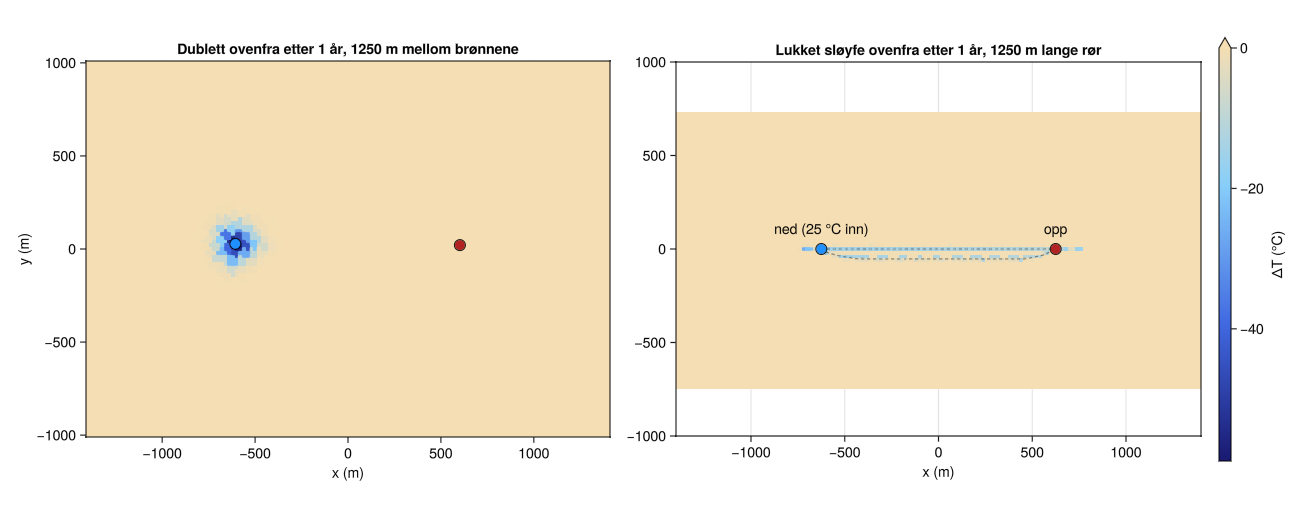 Dublett ovenfra etter 1 år, 1250 m mellom brønnene
1000
500
0
−500
−1000
y (m)
−1000
−500
0
500
1000
x (m)
Lukket sløyfe ovenfra etter 1 år, 1250 m lange rør
1000
500
0
−500
−1000
ned (25 °C inn)
opp
−1000
−500
0
500
1000
x (m)
0
−20
−40
ΔT (°C)